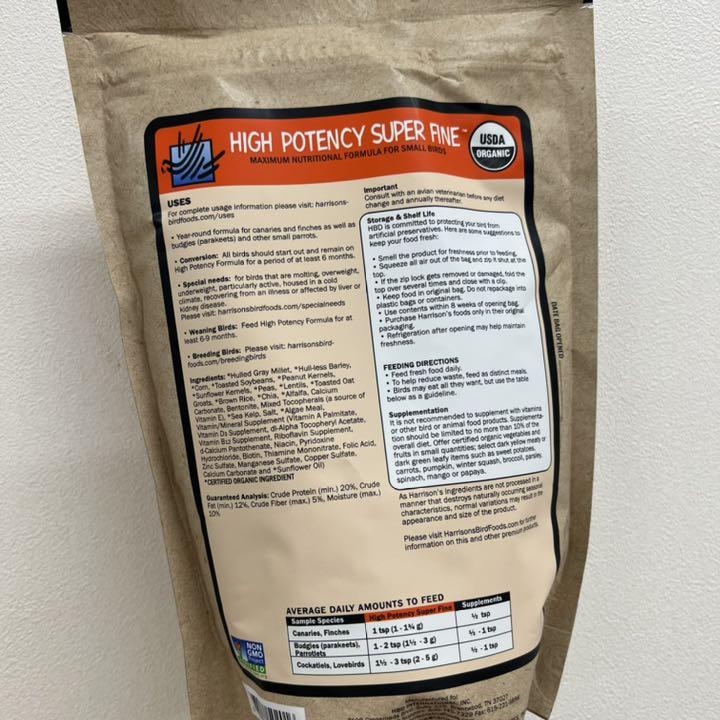 HIGH POTENCY SUPER FINE™
MAXIMUM NUTRITIONAL FORMULA FOR SMALL BIRDS
USDA
ORGANIC
USES
For complete usage information please visit: harrisons-
birdfoods.com/uses
• Year-round formula for canaries and finches as well as
budgies (parakeets) and other small parrots.
• Conversion: All birds should start out and remain on
High Potency Formula for a period of at least 6 months.
• Special needs: for birds that are molting, overweight,
underweight, particularly active, housed in a cold
climate, recovering from an illness or affected by liver or
kidney disease.
Please visit: harrisonsbirdfoods.com/specialneeds
• Weaning Birds: Feed High Potency Formula for at
least 6-9 months.
• Breeding Birds: Please visit: harrisonsbird-
foods.com/breedingbirds
Ingredients: *Hulled Gray Millet, *Hull-less Barley,
*Corn, *Toasted Soybeans, *Peanut Kernels,
*Sunflower Kernels, *Peas, *Lentils, *Toasted Oat
Groats, *Brown Rice, *Chia, *Alfalfa, Calcium
Carbonate, Bentonite, Mixed Tocopherals (a source of
Vitamin E), *Sea Kelp, Salt, *Algae Meal,
Vitamin/Mineral Supplement (Vitamin A Palmitate,
Vitamin D3 Supplement, dl-Alpha Tocopheryl Acetate,
Vitamin B12 Supplement, Riboflavin Supplement,
d-Calcium Pantothenate, Niacin, Pyridoxine
Hydrochloride, Biotin, Thiamine Mononitrate, Folic Acid,
Zinc Sulfate, Manganese Sulfate, Copper Sulfate,
Calcium Carbonate and *Sunflower Oil)
*CERTIFIED ORGANIC INGREDIENT
Guaranteed Analysis: Crude Protein (min.) 20%, Crude
Fat (min.) 12%, Crude Fiber (max.) 5%, Moisture (max.)
10%
Important
Consult with an avian veterinarian before any diet
change and annually thereafter.
Storage & Shelf Life
HBD is committed to protecting your bird from
artificial preservatives. Here are some suggestions to
keep your food fresh:
• Smell the product for freshness prior to feeding.
• Squeeze all air out of the bag and zip it shut at the
top.
• If the zip lock gets removed or damaged, fold the
top over several times and close with a clip.
• Keep food in original bag. Do not repackage into
plastic bags or containers.
• Use contents within 8 weeks of opening bag.
• Purchase Harrison's foods only in their original
packaging.
• Refrigeration after opening may help maintain
freshness.
DATE BAG OPENED
FEEDING DIRECTIONS
• Feed fresh food daily.
• To help reduce waste, feed as distinct meals.
• Birds may eat all they want, but use the table
below as a guideline.
Supplementation
It is not recommended to supplement with vitamins
or other bird or animal food products. Supplementa-
tion should be limited to no more than 10% of the
overall diet. Offer certified organic vegetables and
fruits in small quantities; select dark yellow meaty or
dark green leafy items such as sweet potatoes,
carrots, pumpkin, winter squash, broccoli, parsley,
spinach, mango or papaya.
As Harrison's ingredients are not processed in a
manner that destroys naturally occurring seasonal
characteristics, normal variations may result in the
appearance and size of the product.
Please visit HarrisonsBirdFoods.com for further
information on this and other premium products.
AVERAGE DAILY AMOUNTS TO FEED
Sample Species High Potency Super Fine Supplements
Canaries, Finches 1 tsp (1 - 1¾ g) ½ tsp
Budgies (parakeets), Parrotlets 1 - 2 tsp (1½ - 3 g) ½ - 1 tsp
Cockatiels, Lovebirds 1½ - 3 tsp (2 - 5 g) ½ - 1 tsp
NON
GMO
Project
Manufactured for:
HBD INTERNATIONAL, INC.
Brentwood, TN 37027